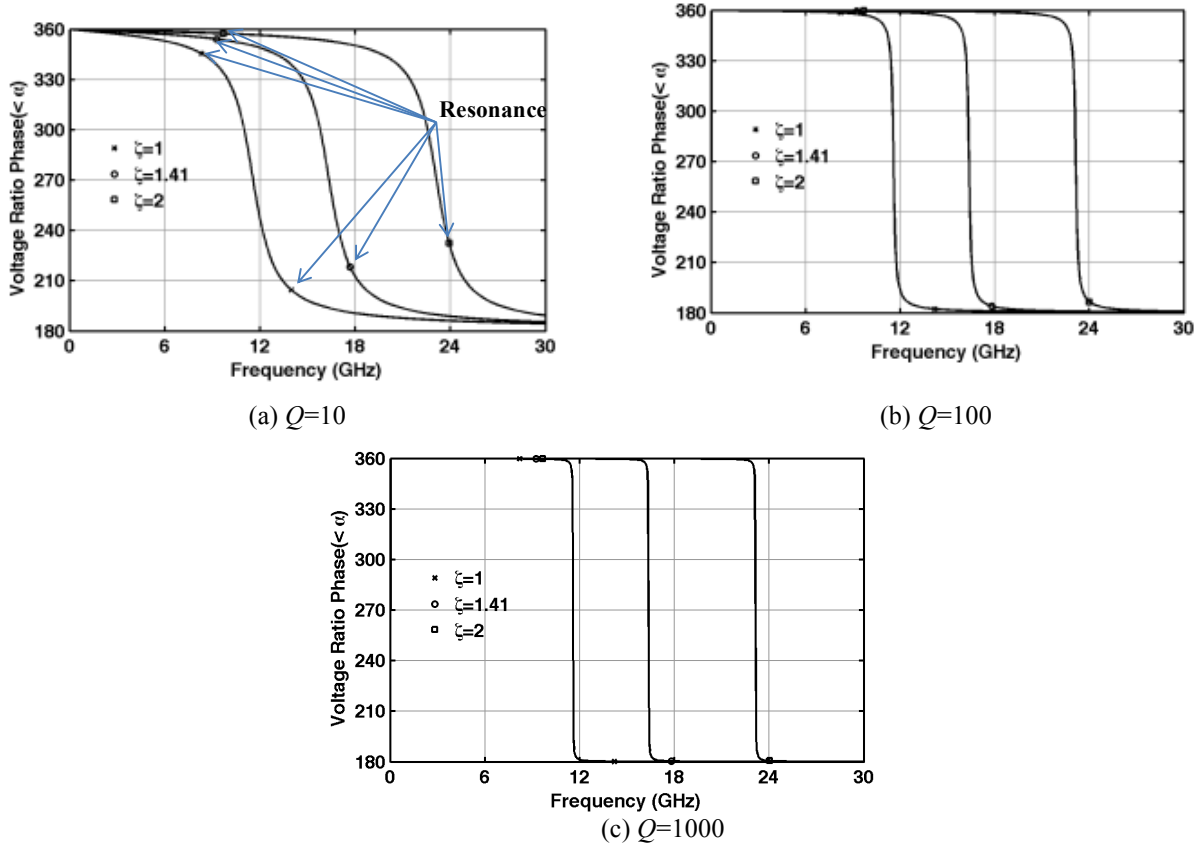 360
330
300
270
240
210
180
Voltage Ratio Phase(< α)
Resonance
ζ=1
ζ=1.41
ζ=2
0 6 12 18 24 30
Frequency (GHz)
(a) Q=10
360
330
300
270
240
210
180
Voltage Ratio Phase(< α)
ζ=1
ζ=1.41
ζ=2
0 6 12 18 24 30
Frequency (GHz)
(b) Q=100
360
330
300
270
240
210
180
Voltage Ratio Phase(< α)
ζ=1
ζ=1.41
ζ=2
0 6 12 18 24 30
Frequency (GHz)
(c) Q=1000